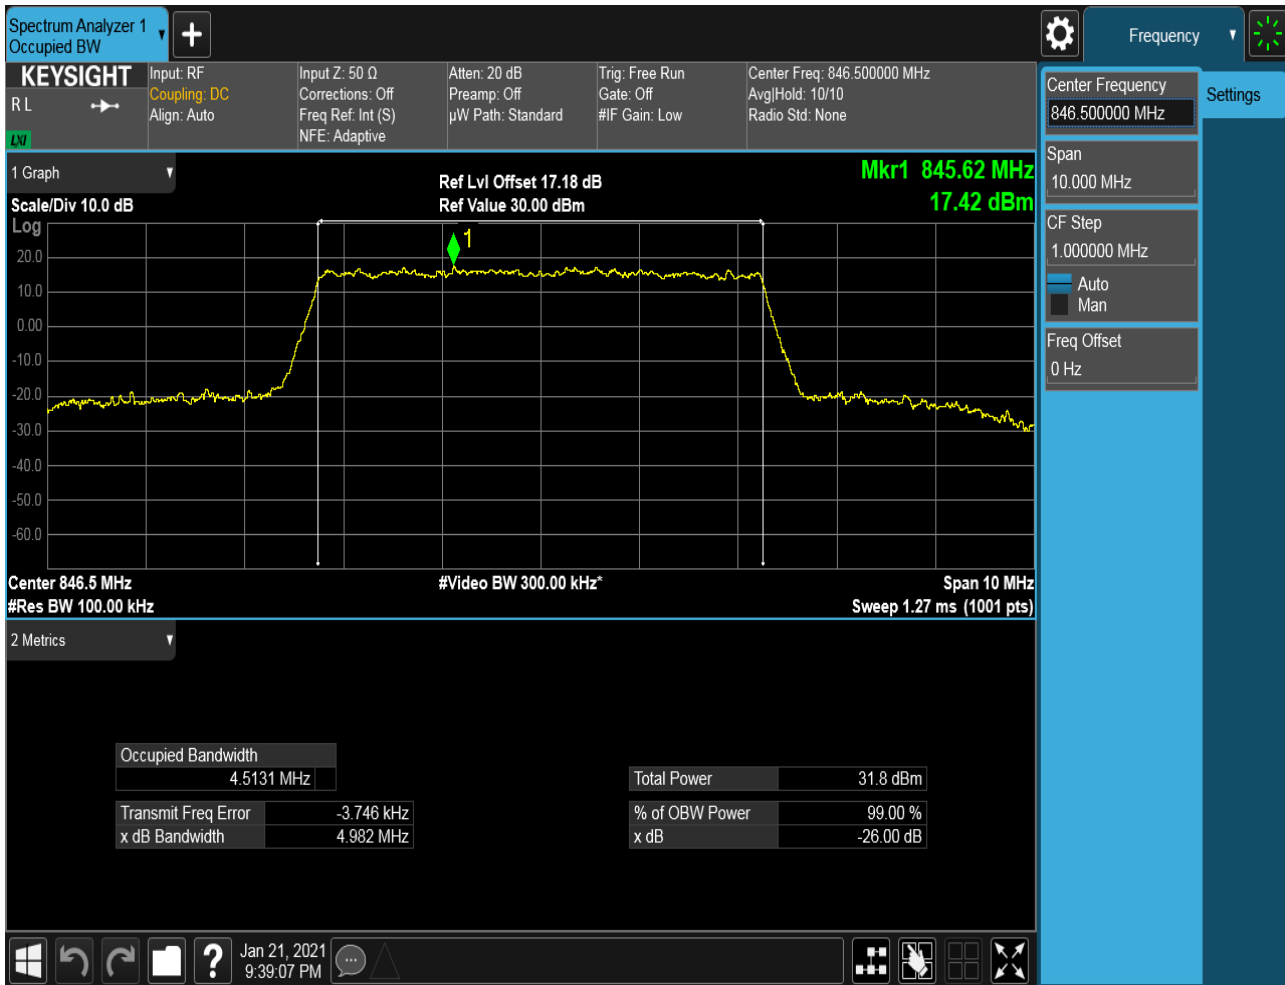 Spectrum Analyzer 1
Occupied BW
Frequency
KEYSIGHT
R L
LXI
Input: RF
Coupling: DC
Align: Auto
Input Z: 50 Ω
Corrections: Off
Freq Ref: Int (S)
NFE: Adaptive
Atten: 20 dB
Preamp: Off
µW Path: Standard
Trig: Free Run
Gate: Off
#IF Gain: Low
Center Freq: 846.500000 MHz
Avg|Hold: 10/10
Radio Std: None
Center Frequency
846.500000 MHz
Settings
Span
10.000 MHz
CF Step
1.000000 MHz
Auto
Man
Freq Offset
0 Hz
1 Graph
Scale/Div 10.0 dB
Ref Lvl Offset 17.18 dB
Ref Value 30.00 dBm
Mkr1 845.62 MHz
17.42 dBm
Log
1
20.0
10.0
0.00
-10.0
-20.0
-30.0
-40.0
-50.0
-60.0
Center 846.5 MHz
#Res BW 100.00 kHz
#Video BW 300.00 kHz*
Span 10 MHz
Sweep 1.27 ms (1001 pts)
2 Metrics
Occupied Bandwidth
4.5131 MHz
Transmit Freq Error -3.746 kHz
x dB Bandwidth 4.982 MHz
Total Power 31.8 dBm
% of OBW Power 99.00 %
x dB -26.00 dB
?
Jan 21, 2021
9:39:07 PM